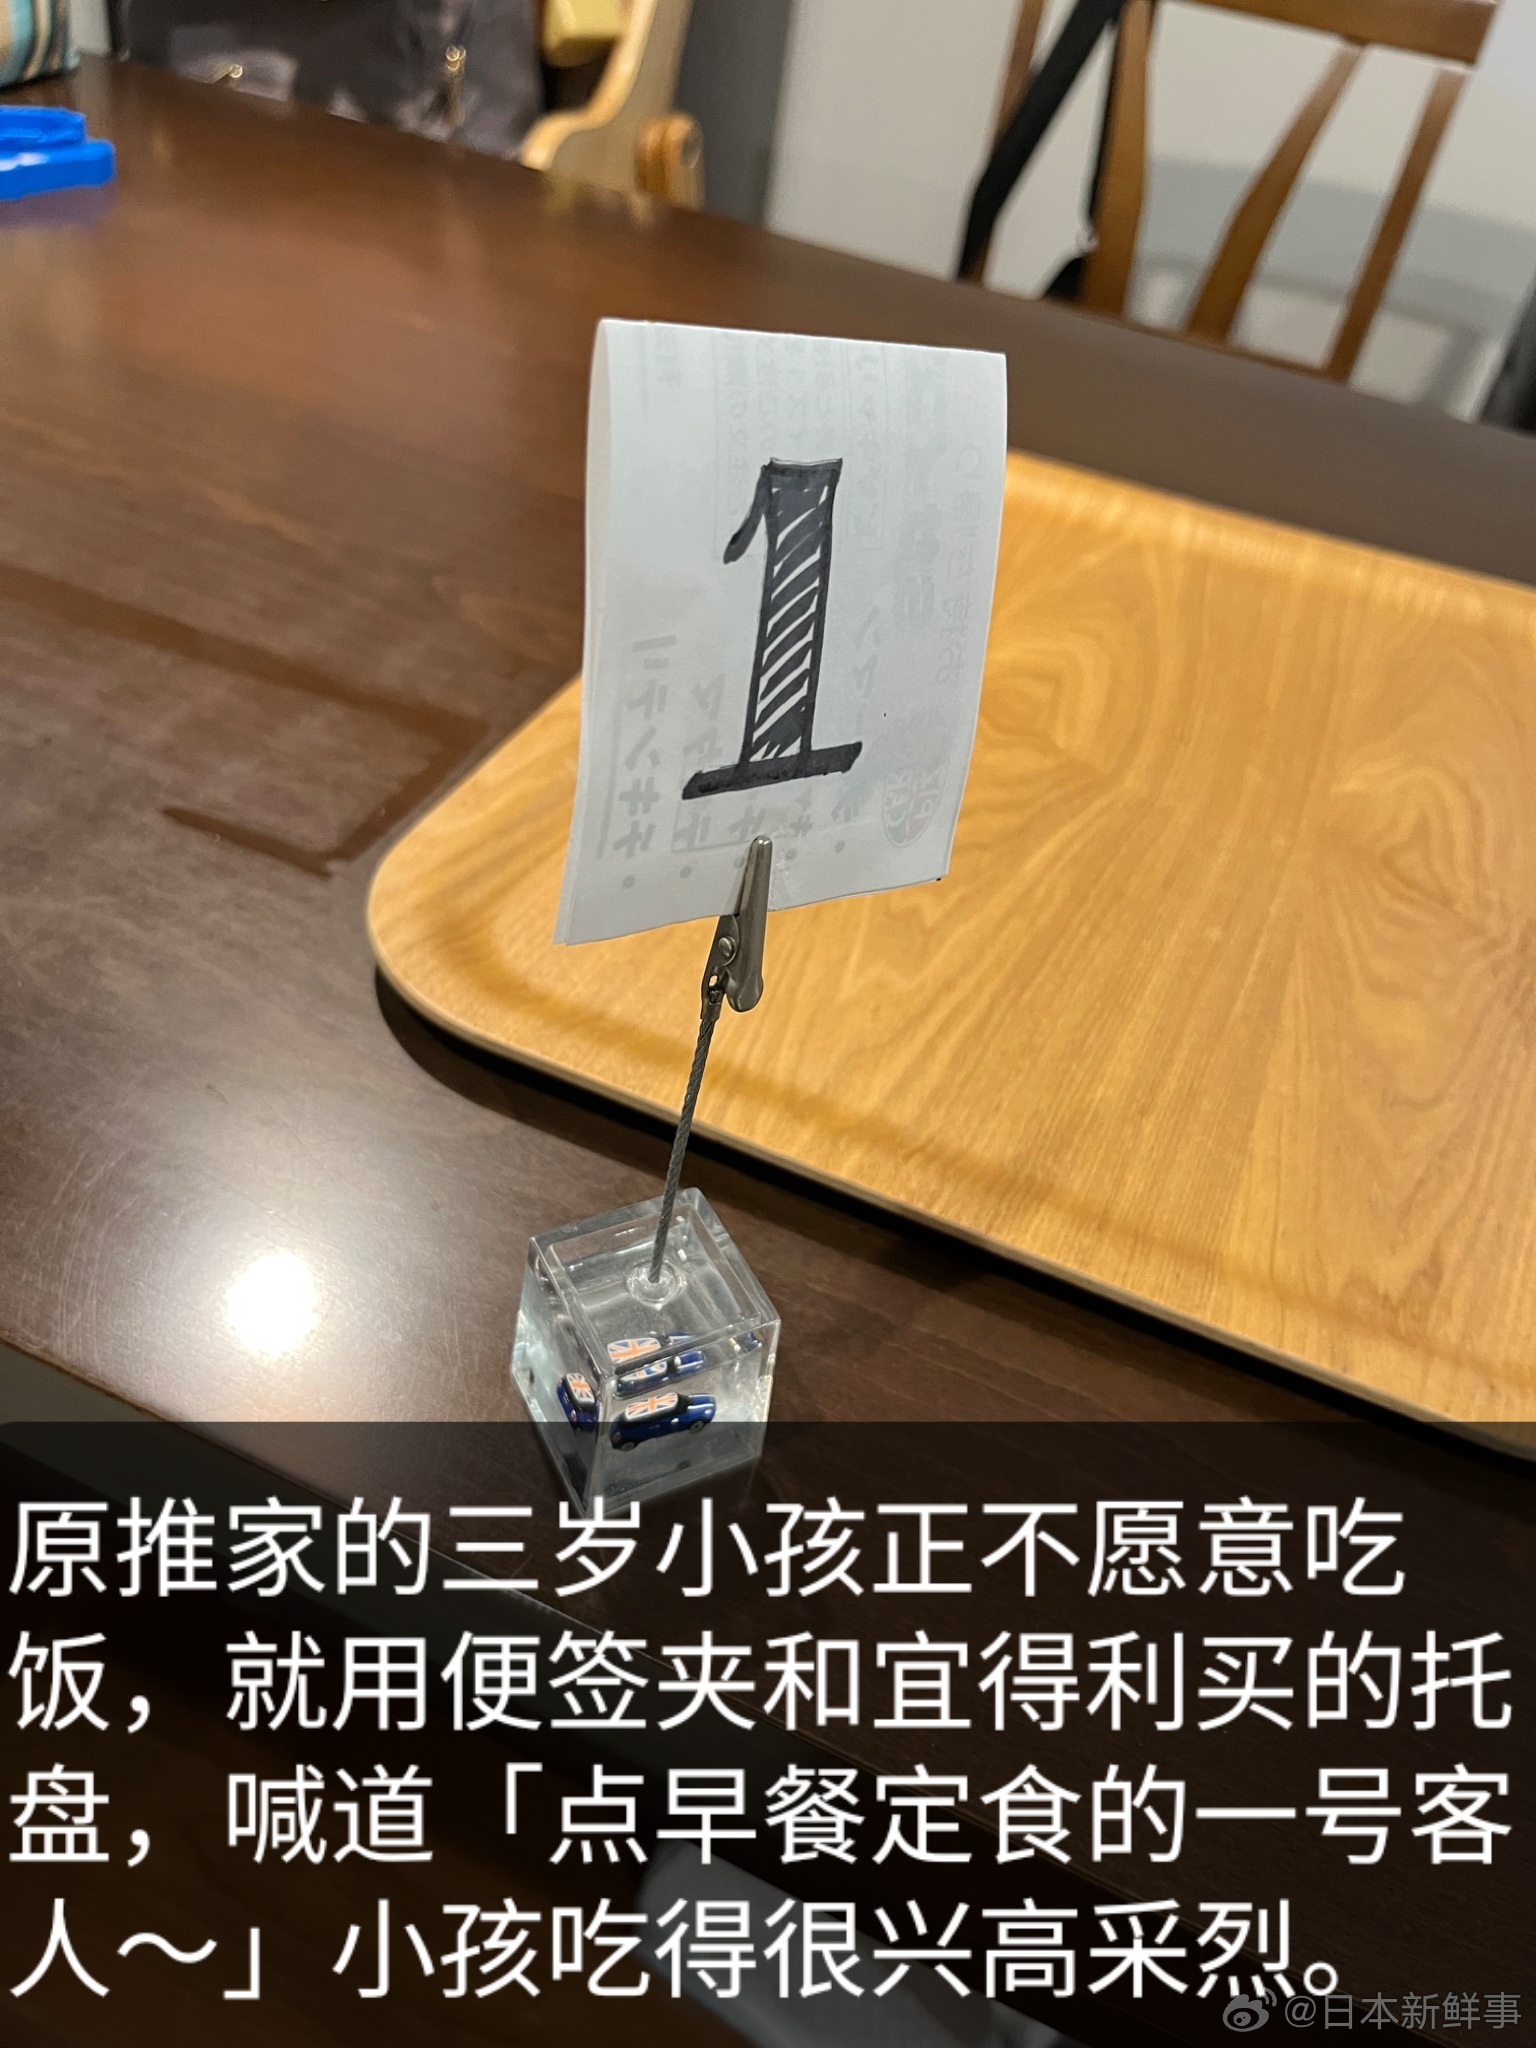 1
原推家的三岁小孩正不愿意吃
饭，就用便签夹和宜得利买的托
盘，喊道「点早餐定食的一号客
人～」小孩吃得很兴高采烈。
@日本新鲜事